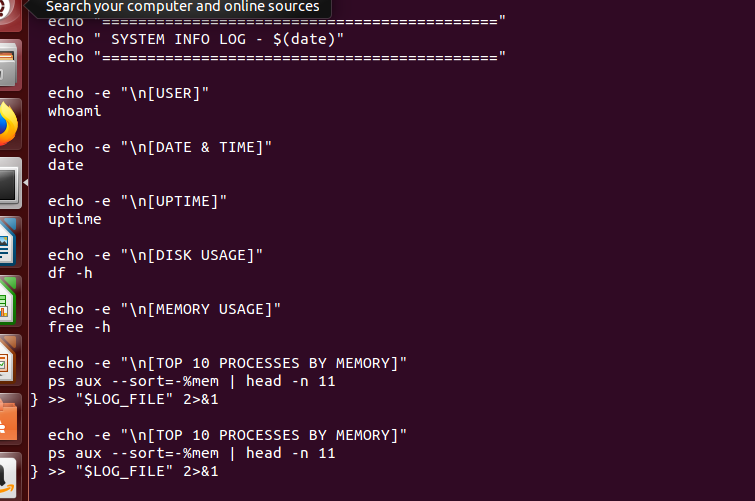 Search your computer and online sources
echo "============================================"
echo " SYSTEM INFO LOG - $(date)"
echo "============================================"
echo -e "\n[USER]"
whoami
echo -e "\n[DATE & TIME]"
date
echo -e "\n[UPTIME]"
uptime
echo -e "\n[DISK USAGE]"
df -h
echo -e "\n[MEMORY USAGE]"
free -h
echo -e "\n[TOP 10 PROCESSES BY MEMORY]"
ps aux --sort=-%mem | head -n 11
} >> "$LOG_FILE" 2>&1
echo -e "\n[TOP 10 PROCESSES BY MEMORY]"
ps aux --sort=-%mem | head -n 11
} >> "$LOG_FILE" 2>&1